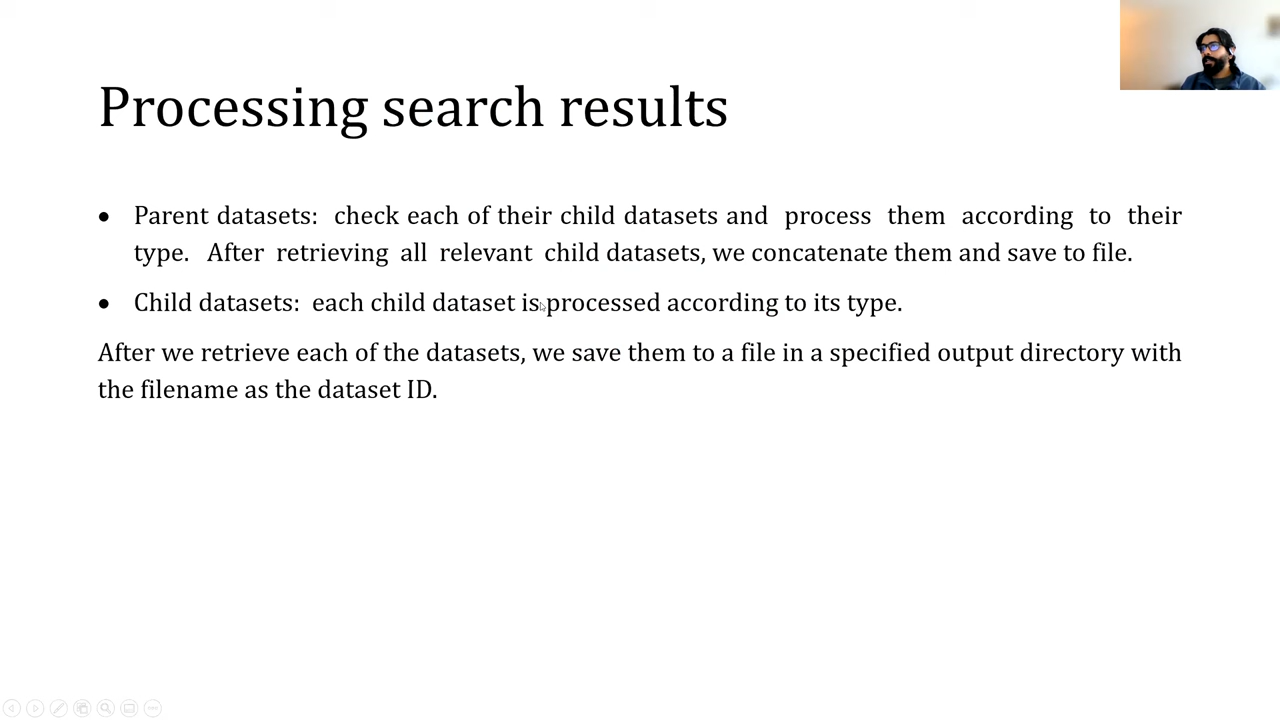 Processing search results
• Parent datasets: check each of their child datasets and process them according to their
type. After retrieving all relevant child datasets, we concatenate them and save to file.
• Child datasets: each child dataset is processed according to its type.
After we retrieve each of the datasets, we save them to a file in a specified output directory with
the filename as the dataset ID.